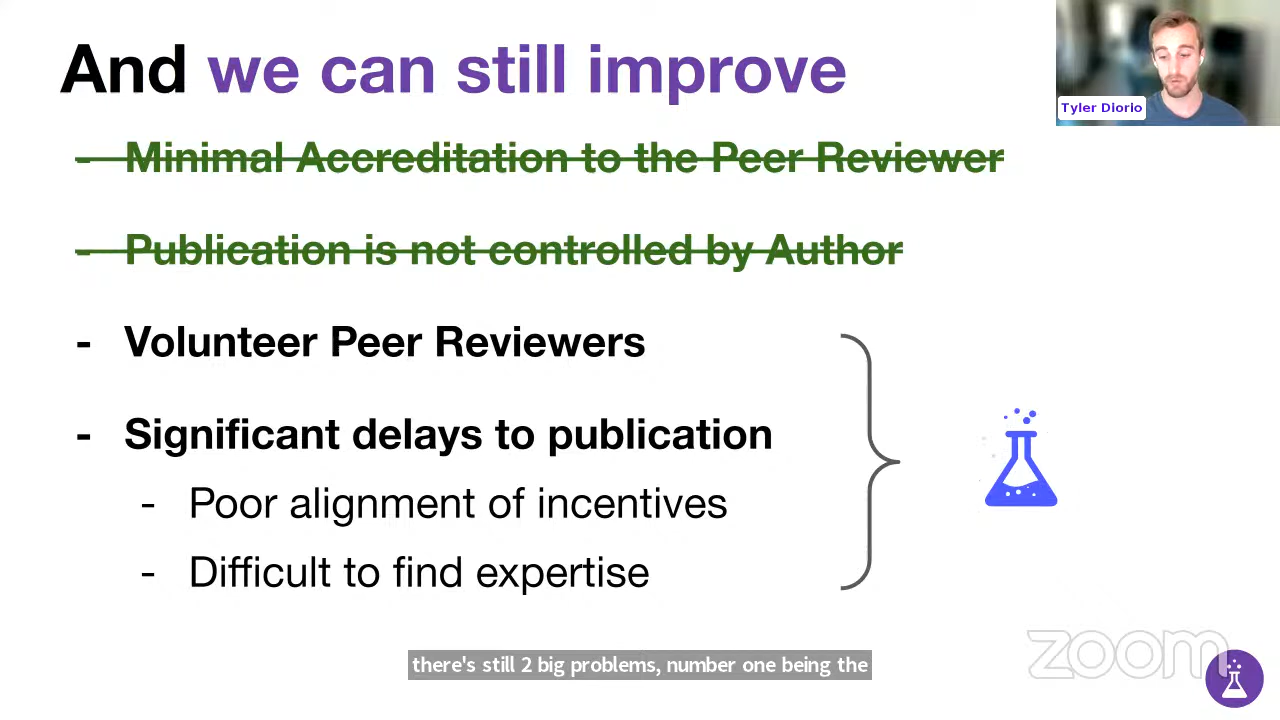 And we can still improve
Tyler Diorio
- Minimal Accreditation to the Peer Reviewer
- Publication is not controlled by Author
- Volunteer Peer Reviewers
- Significant delays to publication
- Poor alignment of incentives
- Difficult to find expertise
there's still 2 big problems, number one being the
zoom